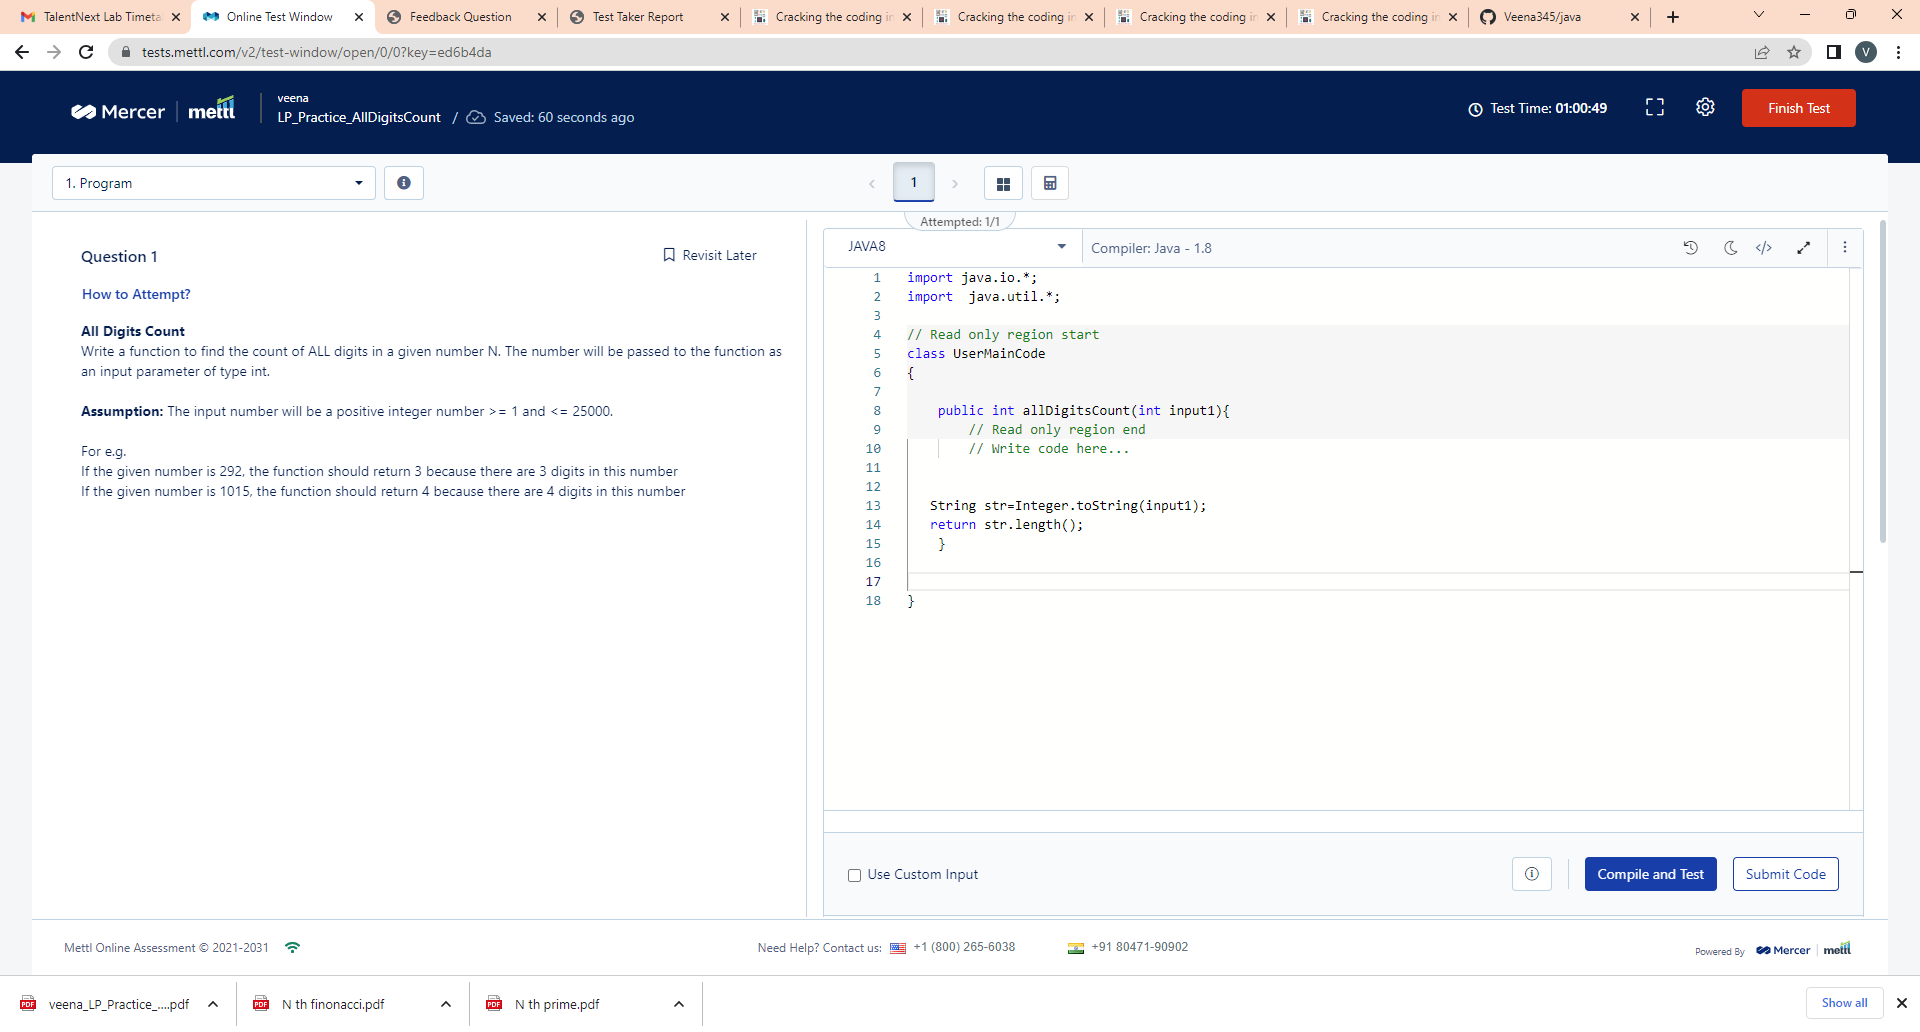 TalentNext Lab Timeta
Online Test Window
Feedback Question
Test Taker Report
Cracking the coding in
Cracking the coding in
Cracking the coding in
Cracking the coding in
Veena345/java
tests.mettl.com/v2/test-window/open/0/0?key=ed6b4da
V
Mercer
mettl
veena
LP_Practice_AllDigitsCount / Saved: 60 seconds ago
Test Time: 01:00:49
Finish Test
1. Program
1
Attempted: 1/1
Question 1
Revisit Later
How to Attempt?
All Digits Count
Write a function to find the count of ALL digits in a given number N. The number will be passed to the function as
an input parameter of type int.
Assumption: The input number will be a positive integer number >= 1 and <= 25000.
For e.g.
If the given number is 292, the function should return 3 because there are 3 digits in this number
If the given number is 1015, the function should return 4 because there are 4 digits in this number
JAVA8
Compiler: Java - 1.8
1 import java.io.*;
2 import  java.util.*;
3
4 // Read only region start
5 class UserMainCode
6 {
7
8 public int allDigitsCount(int input1){
9 // Read only region end
10 // Write code here...
11
12
13 String str=Integer.toString(input1);
14 return str.length();
15 }
16
17
18 }
Use Custom Input
Compile and Test
Submit Code
Mettl Online Assessment © 2021-2031
Need Help? Contact us: +1 (800) 265-6038
+91 80471-90902
Powered By Mercer mettl
veena_LP_Practice_....pdf
N th finonacci.pdf
N th prime.pdf
Show all